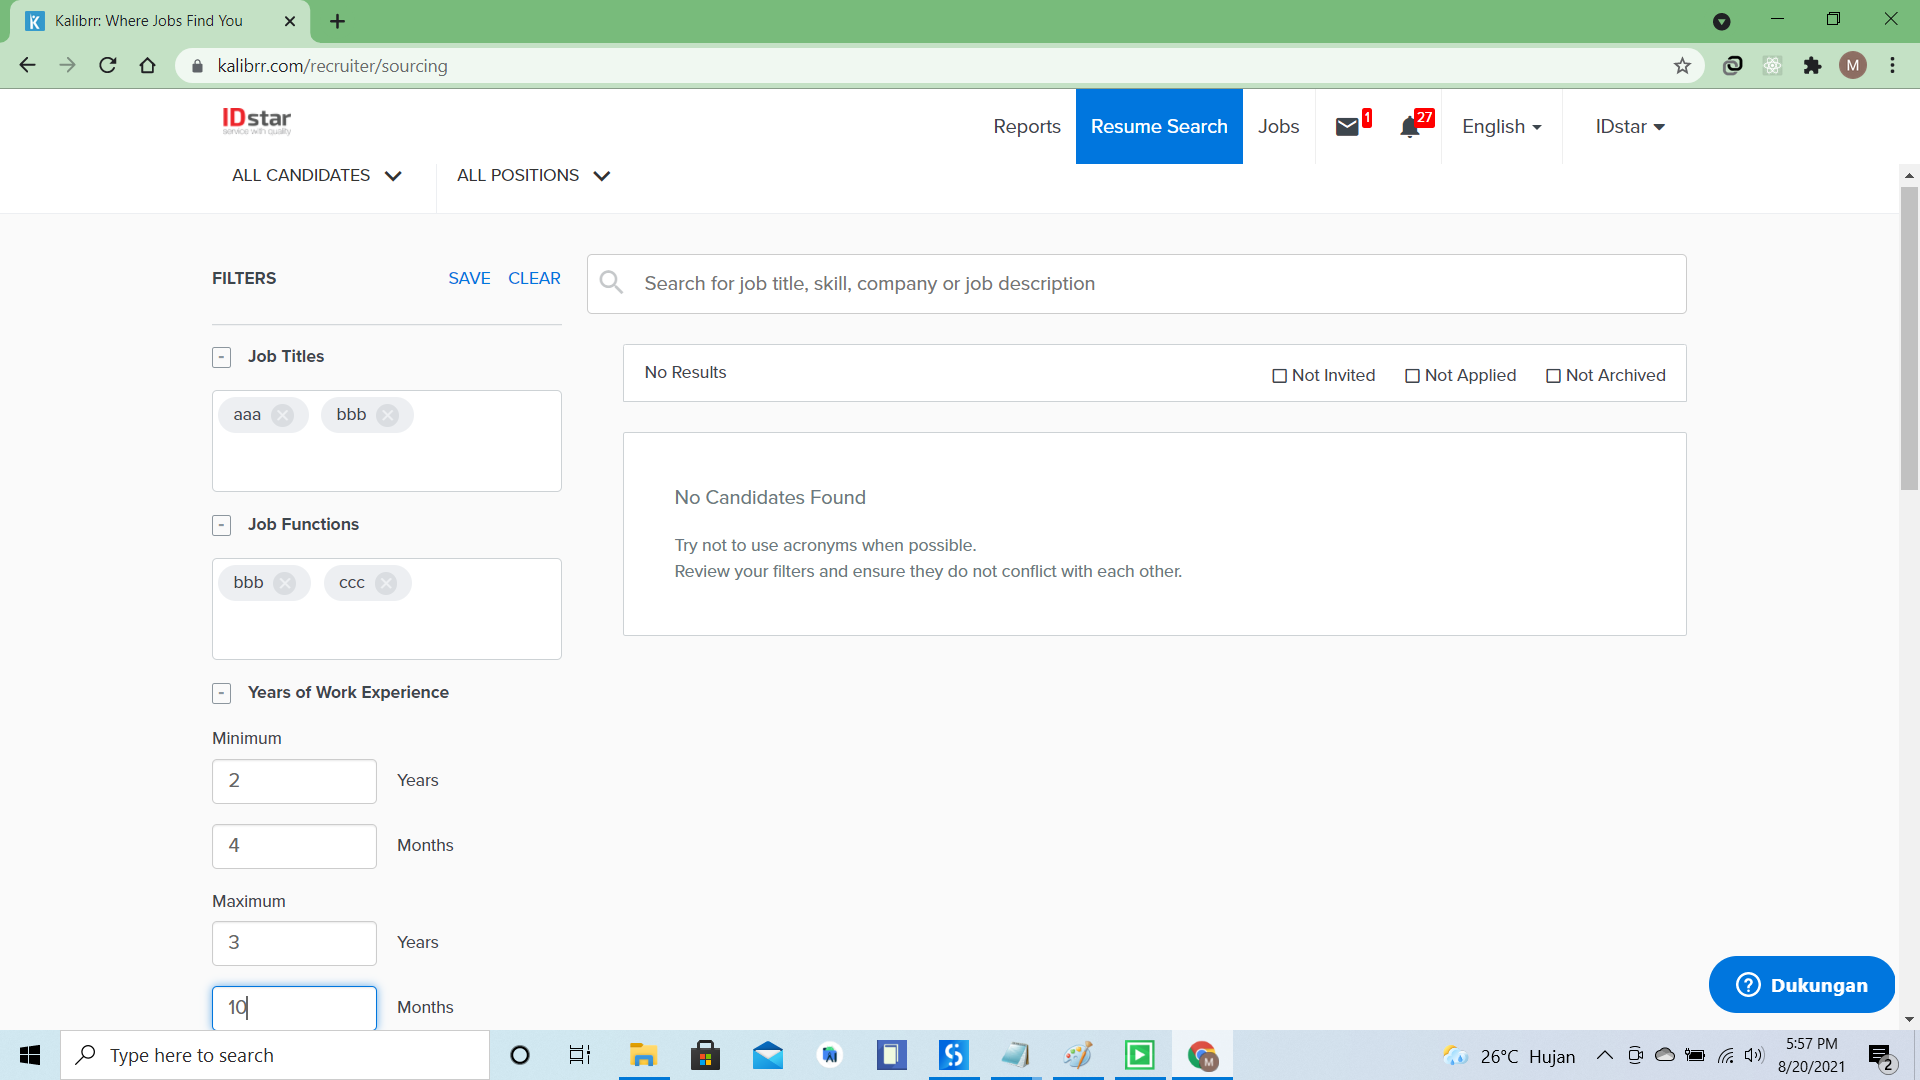 Kalibrr: Where Jobs Find You
kalibrr.com/recruiter/sourcing
M
IDstar
service with quality
Reports
Resume Search
Jobs
1
27
English
IDstar
ALL CANDIDATES
ALL POSITIONS
FILTERS
SAVE
CLEAR
Search for job title, skill, company or job description
- Job Titles
aaa
bbb
No Results
Not Invited
Not Applied
Not Archived
- Job Functions
bbb
ccc
No Candidates Found
Try not to use acronyms when possible.
Review your filters and ensure they do not conflict with each other.
- Years of Work Experience
Minimum
2 Years
4 Months
Maximum
3 Years
10 Months
? Dukungan
Type here to search
26°C Hujan
5:57 PM
8/20/2021
2